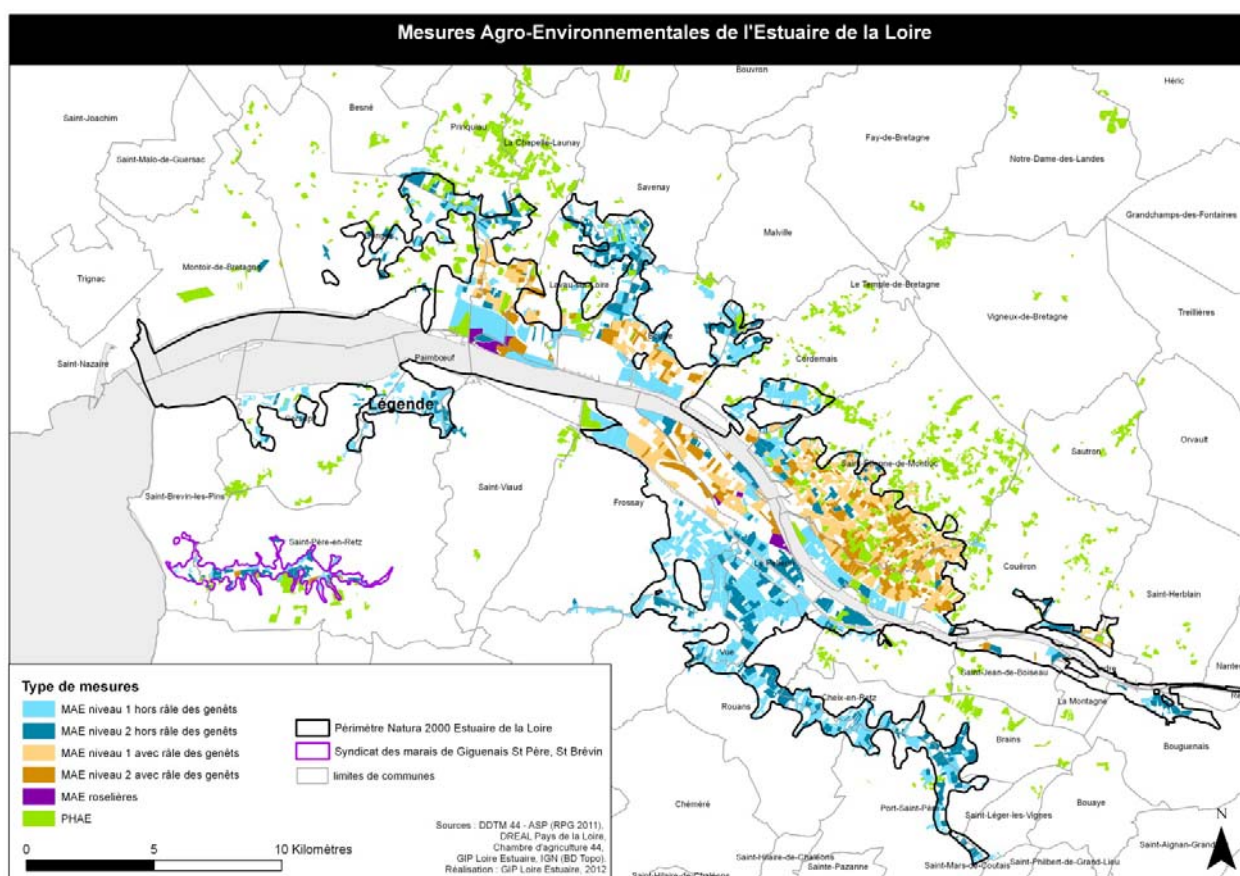 Mesures Agro-Environnementales de l'Estuaire de la Loire
Bouvron
Héric
Besné
Saint-Joachim
Prinquiau
La Chapelle-Launay
Fay-de-Bretagne
Notre-Dame-des-Landes
Saint-Malo-de-Guersac
Savenay
Grandchamps-des-Fontaines
Malville
Trignac
Montoir-de-Bretagne
Lavau-sur-Loire
Le Temple-de-Bretagne
Vigneux-de-Bretagne
Treillières
Saint-Nazaire
Paimbœuf
Cordemais
Légende
Orvault
Sautron
Saint-Etienne-de-Montluc
Saint-Brevin-les-Pins
Saint-Viaud
Frossay
Saint-Père-en-Retz
Le Pellerin
Couëron
Saint-Herblain
Vue
Saint-Jean-de-Boiseau
Nantes
Rouans
Cheix-en-Retz
La Montagne
Brains
Bouguenais
Chéméré
Port-Saint-Père
Saint-Léger-les-Vignes
Bouaye
Saint-Aignan-Grand
Saint-Hilaire-de-Chaléons
Sainte-Pazanne
Saint-Mars-de-Coutais
Saint-Philbert-de-Grand-Lieu
Saint-Hilaire-de-Chaléons
N
Type de mesures
MAE niveau 1 hors râle des genêts
MAE niveau 2 hors râle des genêts
MAE niveau 1 avec râle des genêts
MAE niveau 2 avec râle des genêts
MAE roselières
PHAE
Périmètre Natura 2000 Estuaire de la Loire
Syndicat des marais de Giguenais St Père, St Brévin
limites de communes
0 5 10 Kilomètres
Sources : DDTM 44 - ASP (RPG 2011),
DREAL Pays de la Loire,
Chambre d'agriculture 44,
GIP Loire Estuaire, IGN (BD Topo).
Réalisation : GIP Loire Estuaire, 2012